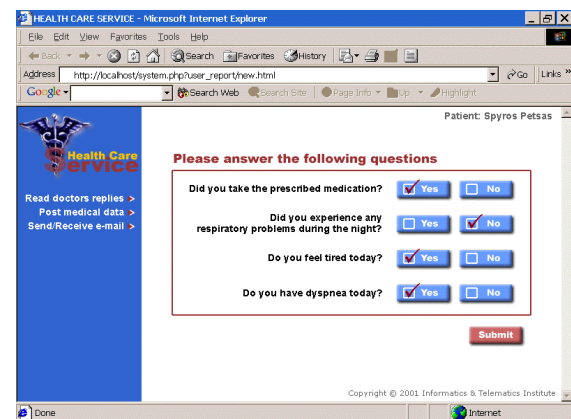 HEALTH CARE SERVICE - Microsoft Internet Explorer
File Edit View Favorites Tools Help
Back Search Favorites History
Address http://localhost/system.php?user_report/new.html Go Links »
Google Search Web Search Site Page Info Up Highlight
Patient: Spyros Petsas
Health Care
Service
Read doctors replies >
Post medical data >
Send/Receive e-mail >
Please answer the following questions
Did you take the prescribed medication? Yes No
Did you experience any
respiratory problems during the night? Yes No
Do you feel tired today? Yes No
Do you have dyspnea today? Yes No
Submit
Copyright © 2001 Informatics & Telematics Institute
Done Internet